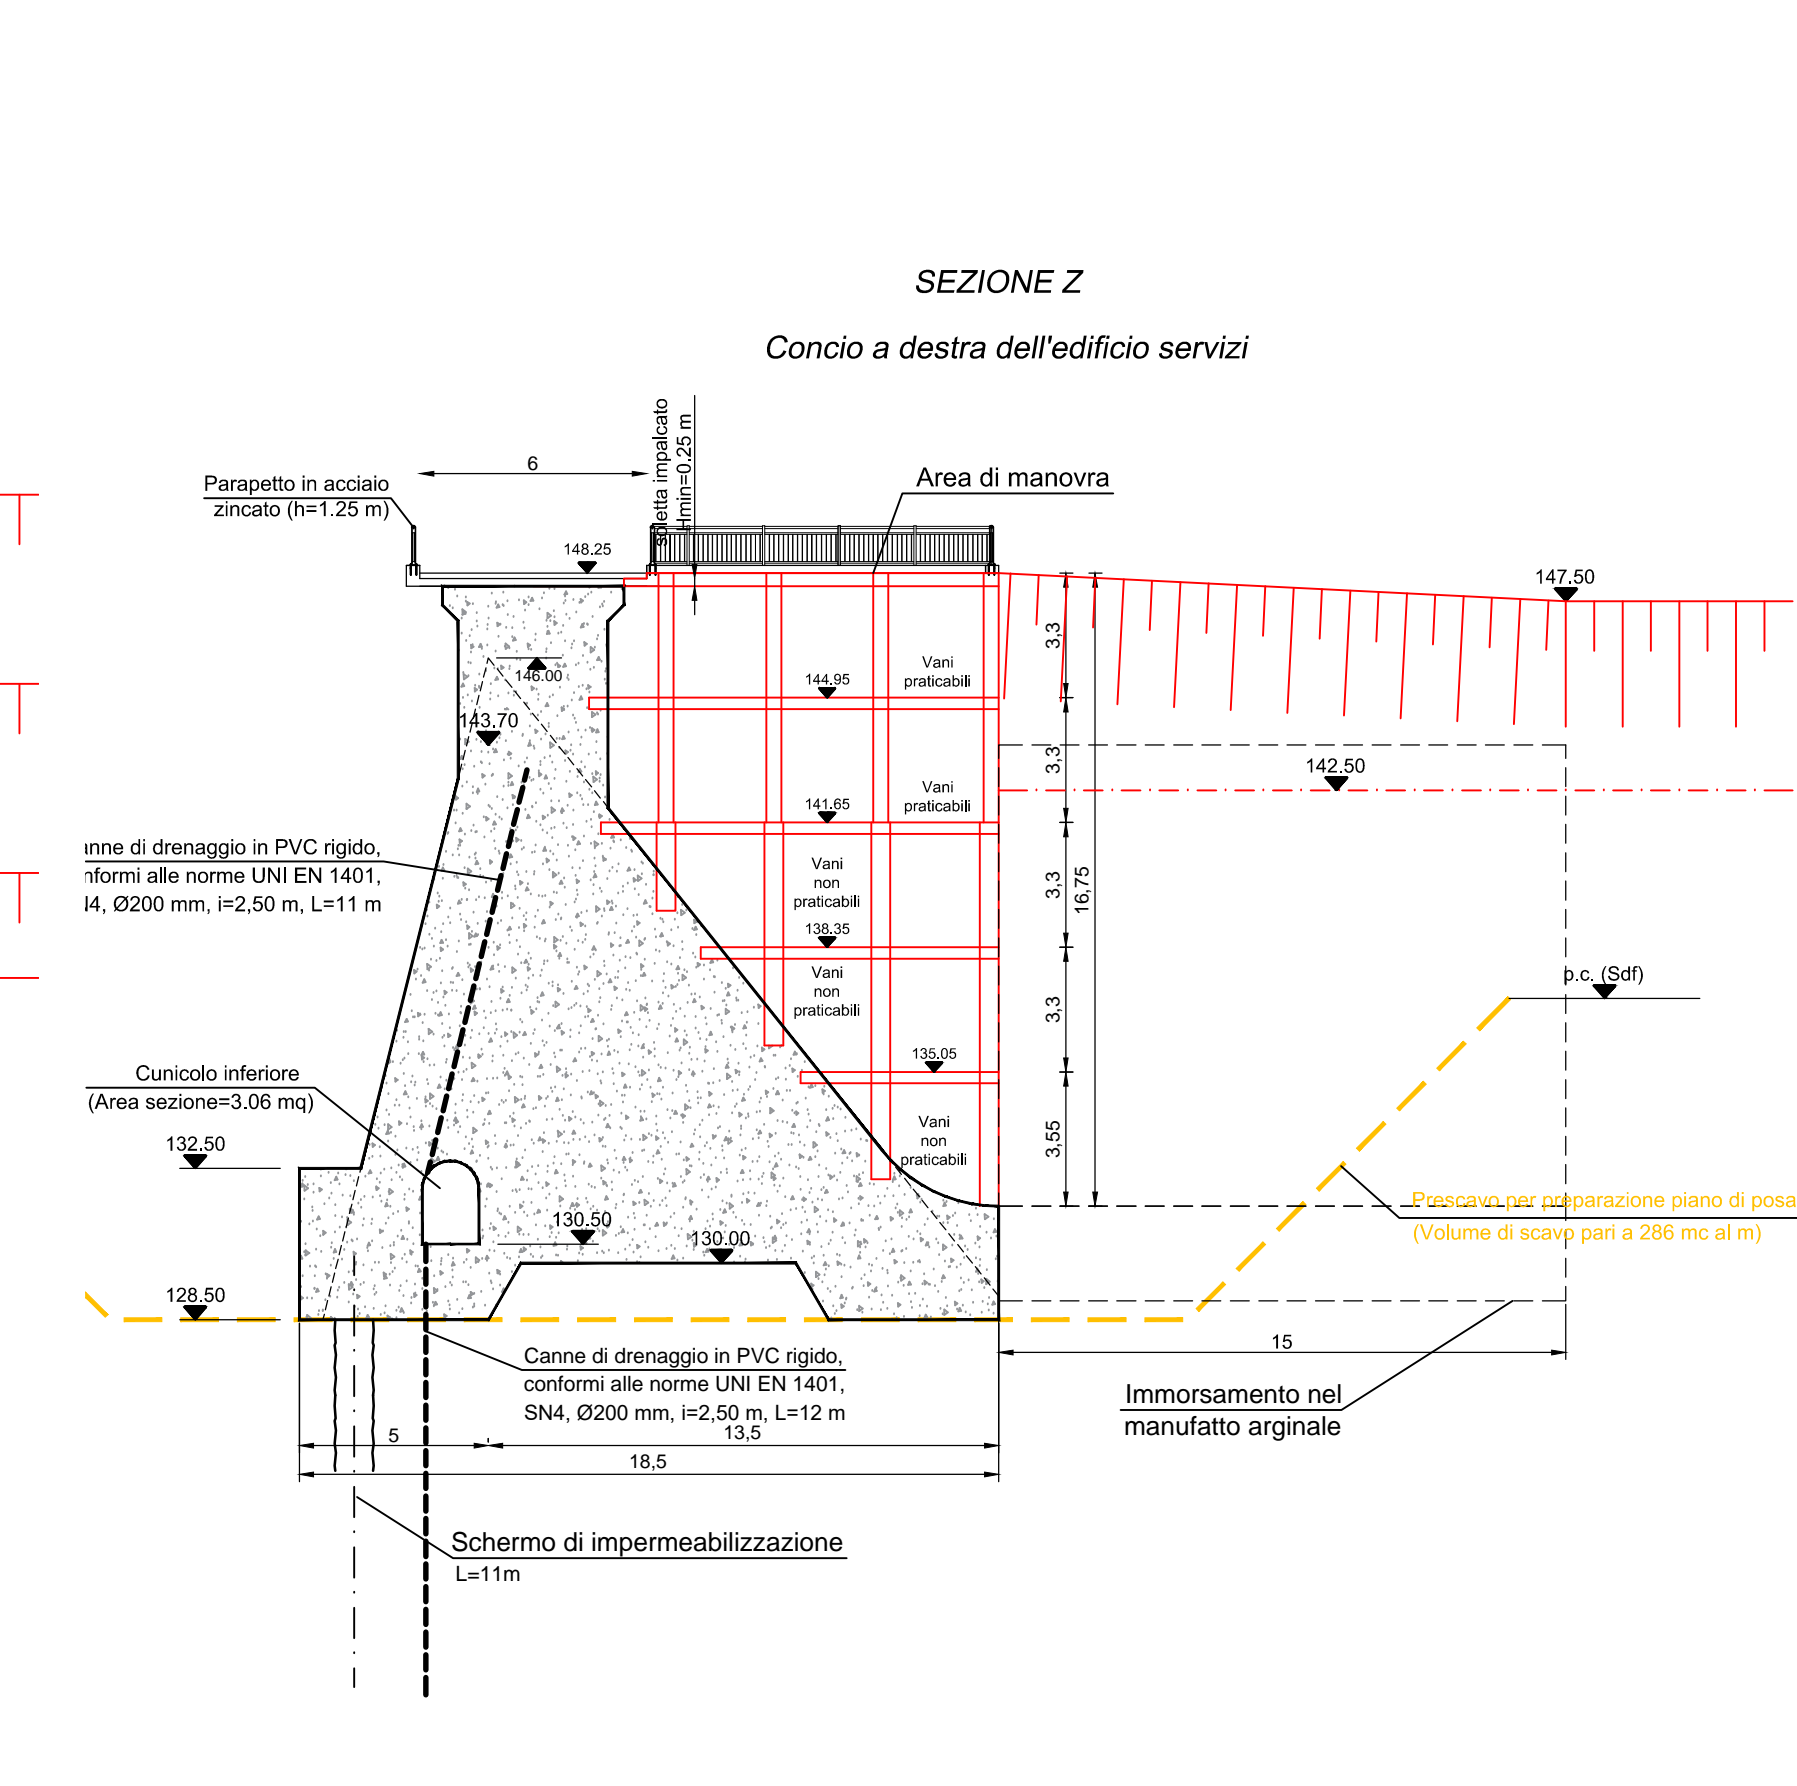 SEZIONE Z
Concio a destra dell'edificio servizi
soletta impalcato
Hmin=0.25 m
6
Parapetto in acciaio
zincato (h=1.25 m)
Area di manovra
148.25
147.50
3,3
Vani
praticabili
146.00
144.95
143.70
3,3
142.50
Vani
praticabili
141.65
anne di drenaggio in PVC rigido,
nformi alle norme UNI EN 1401,
14, Ø200 mm, i=2,50 m, L=11 m
Vani
non
praticabili
3,3
16,75
138.35
Vani
non
praticabili
p.c. (Sdf)
3,3
135.05
Cunicolo inferiore
(Area sezione=3.06 mq)
Vani
non
praticabili
3,55
132.50
Prescavo per preparazione piano di posa
(Volume di scavo pari a 286 mc al m)
130.50
130.00
128.50
Canne di drenaggio in PVC rigido,
conformi alle norme UNI EN 1401,
SN4, Ø200 mm, i=2,50 m, L=12 m
15
Immorsamento nel
manufatto arginale
5
13,5
18,5
Schermo di impermeabilizzazione
L=11m